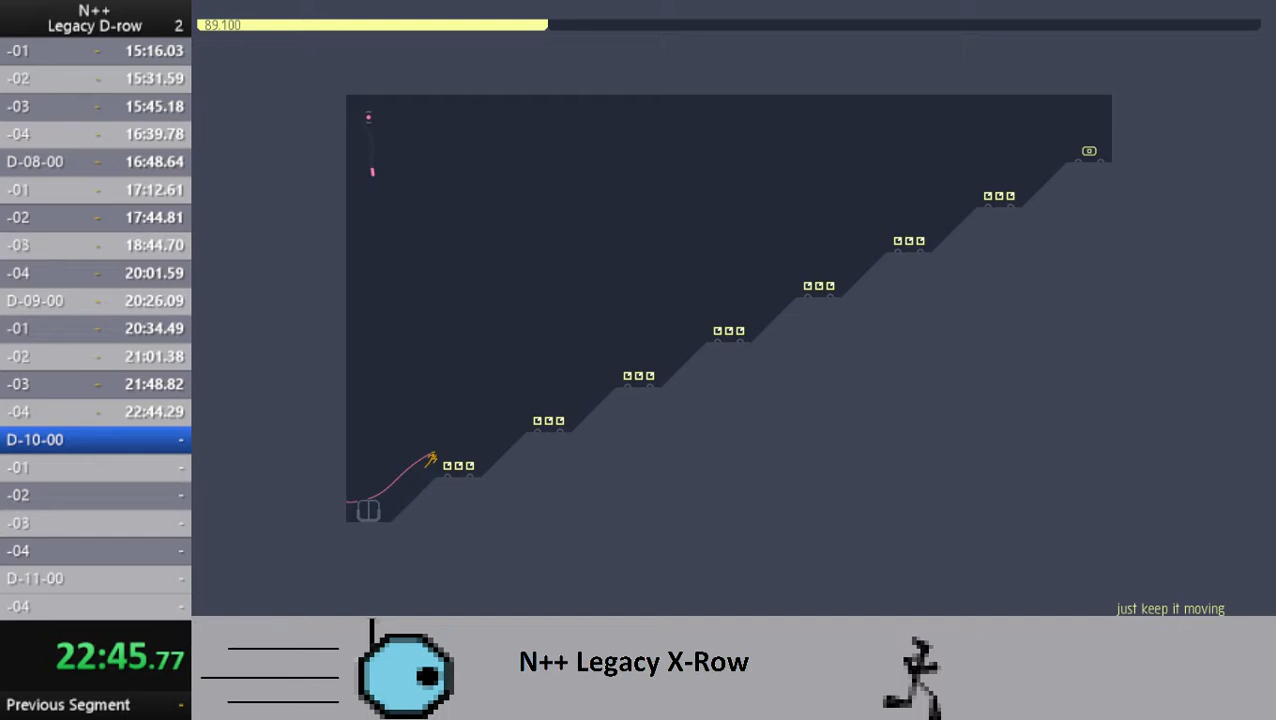 N++
Legacy D-row 2
-01 - 15:16.03
-02 - 15:31.59
-03 - 15:45.18
-04 - 16:39.78
D-08-00 - 16:48.64
-01 - 17:12.61
-02 - 17:44.81
-03 - 18:44.70
-04 - 20:01.59
D-09-00 - 20:26.09
-01 - 20:34.49
-02 - 21:01.38
-03 - 21:48.82
-04 - 22:44.29
D-10-00 -
-01 -
-02 -
-03 -
-04 -
D-11-00 -
-04 -
22:45.77
Previous Segment -
89.100
just keep it moving
N++ Legacy X-Row